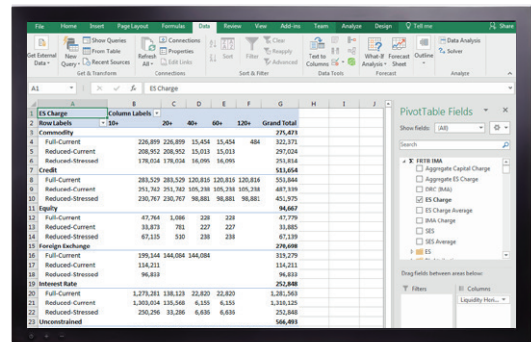 File Home Insert Page Layout Formulas Data Review View Add-ins Team Analyze Design Tell me Share
Get External Data
New Query
Show Queries
From Table
Recent Sources
Get & Transform
Refresh All
Connections
Properties
Edit Links
Connections
Sort
Filter
Clear
Reapply
Advanced
Sort & Filter
Text to Columns
Data Tools
What-If Analysis
Forecast Sheet
Forecast
Outline
Data Analysis
Solver
Analyze
A1 fx ES Charge
A B C D E F G H I J
1 ES Charge Column Labels
2 Row Labels 10+ 20+ 40+ 60+ 120+ Grand Total
3 Commodity 275,473
4 Full-Current 226,899 226,899 15,454 15,454 484 322,371
5 Reduced-Current 208,952 208,952 15,013 15,013 297,024
6 Reduced-Stressed 178,024 178,024 16,095 251,814
7 Credit 513,654
8 Full-Current 283,529 283,529 120,816 120,816 120,816 551,844
9 Reduced-Current 251,742 251,742 105,238 105,238 105,238 487,339
10 Reduced-Stressed 230,767 230,767 98,881 98,881 98,881 451,975
11 Equity 94,667
12 Full-Current 47,764 1,086 228 228 47,779
13 Reduced-Current 33,873 781 227 227 33,885
14 Reduced-Stressed 67,135 510 238 238 67,139
15 Foreign Exchange 270,698
16 Full-Current 199,144 144,084 144,084 319,279
17 Reduced-Current 114,211 114,211
18 Reduced-Stressed 96,833 96,833
19 Interest Rate 252,848
20 Full-Current 1,273,281 138,123 22,820 22,820 1,281,563
21 Reduced-Current 1,303,034 135,568 6,155 6,155 1,310,125
22 Reduced-Stressed 250,296 33,286 6,635 6,635 252,848
23 Unconstrained 566,493
PivotTable Fields
Show fields: (All)
Search
Σ FRTB IMA
Aggregate Capital Charge
Aggregate ES Charge
DRC (IMA)
ES Charge
ES Charge Average
IMA Charge
SES
SES Average
ES
Drag fields between areas below:
Filters
Columns
Liquidity Hori...